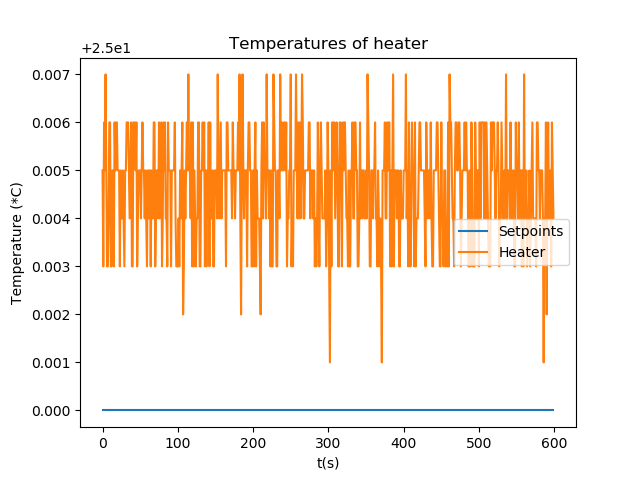 Temperatures of heater
+2.5e1
0.007
0.006
0.005
0.004
0.003
0.002
0.001
0.000
Temperature (*C)
Setpoints
Heater
0 100 200 300 400 500 600
t(s)